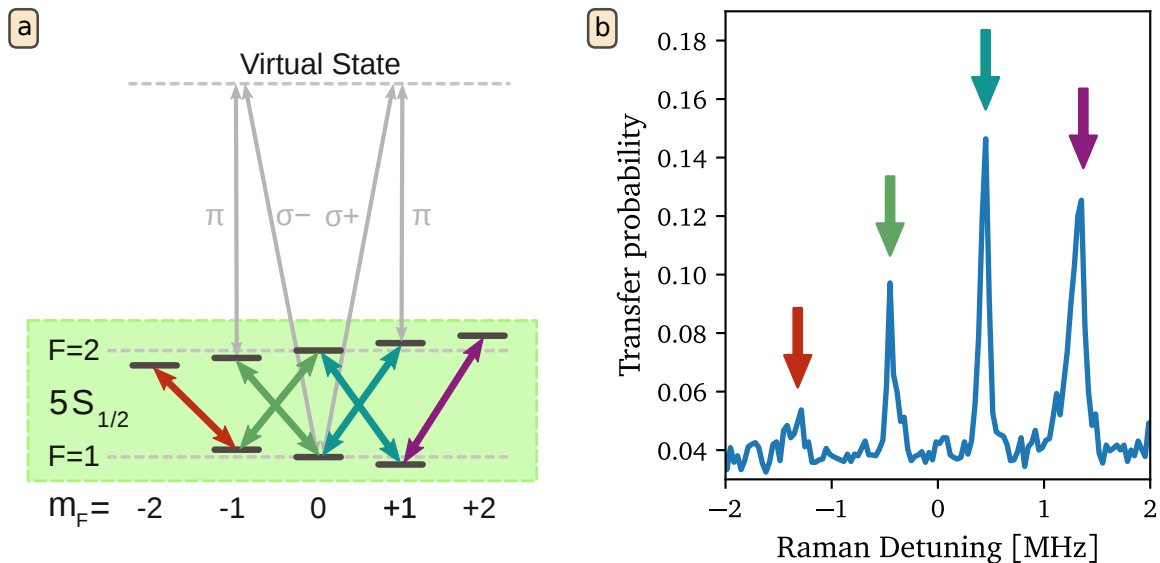 a
Virtual State
π σ− σ+ π
F=2
5S1/2
F=1
mF= -2 -1 0 +1 +2
b
Transfer probability
0.18
0.16
0.14
0.12
0.10
0.08
0.06
0.04
−2 −1 0 1 2
Raman Detuning [MHz]